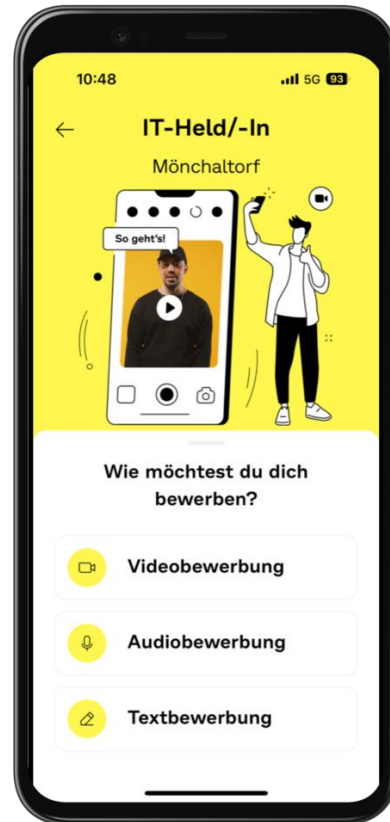 10:48
5G 93
IT-Held/-In
Mönchaltorf
So geht's!
Wie möchtest du dich
bewerben?
Videobewerbung
Audiobewerbung
Textbewerbung